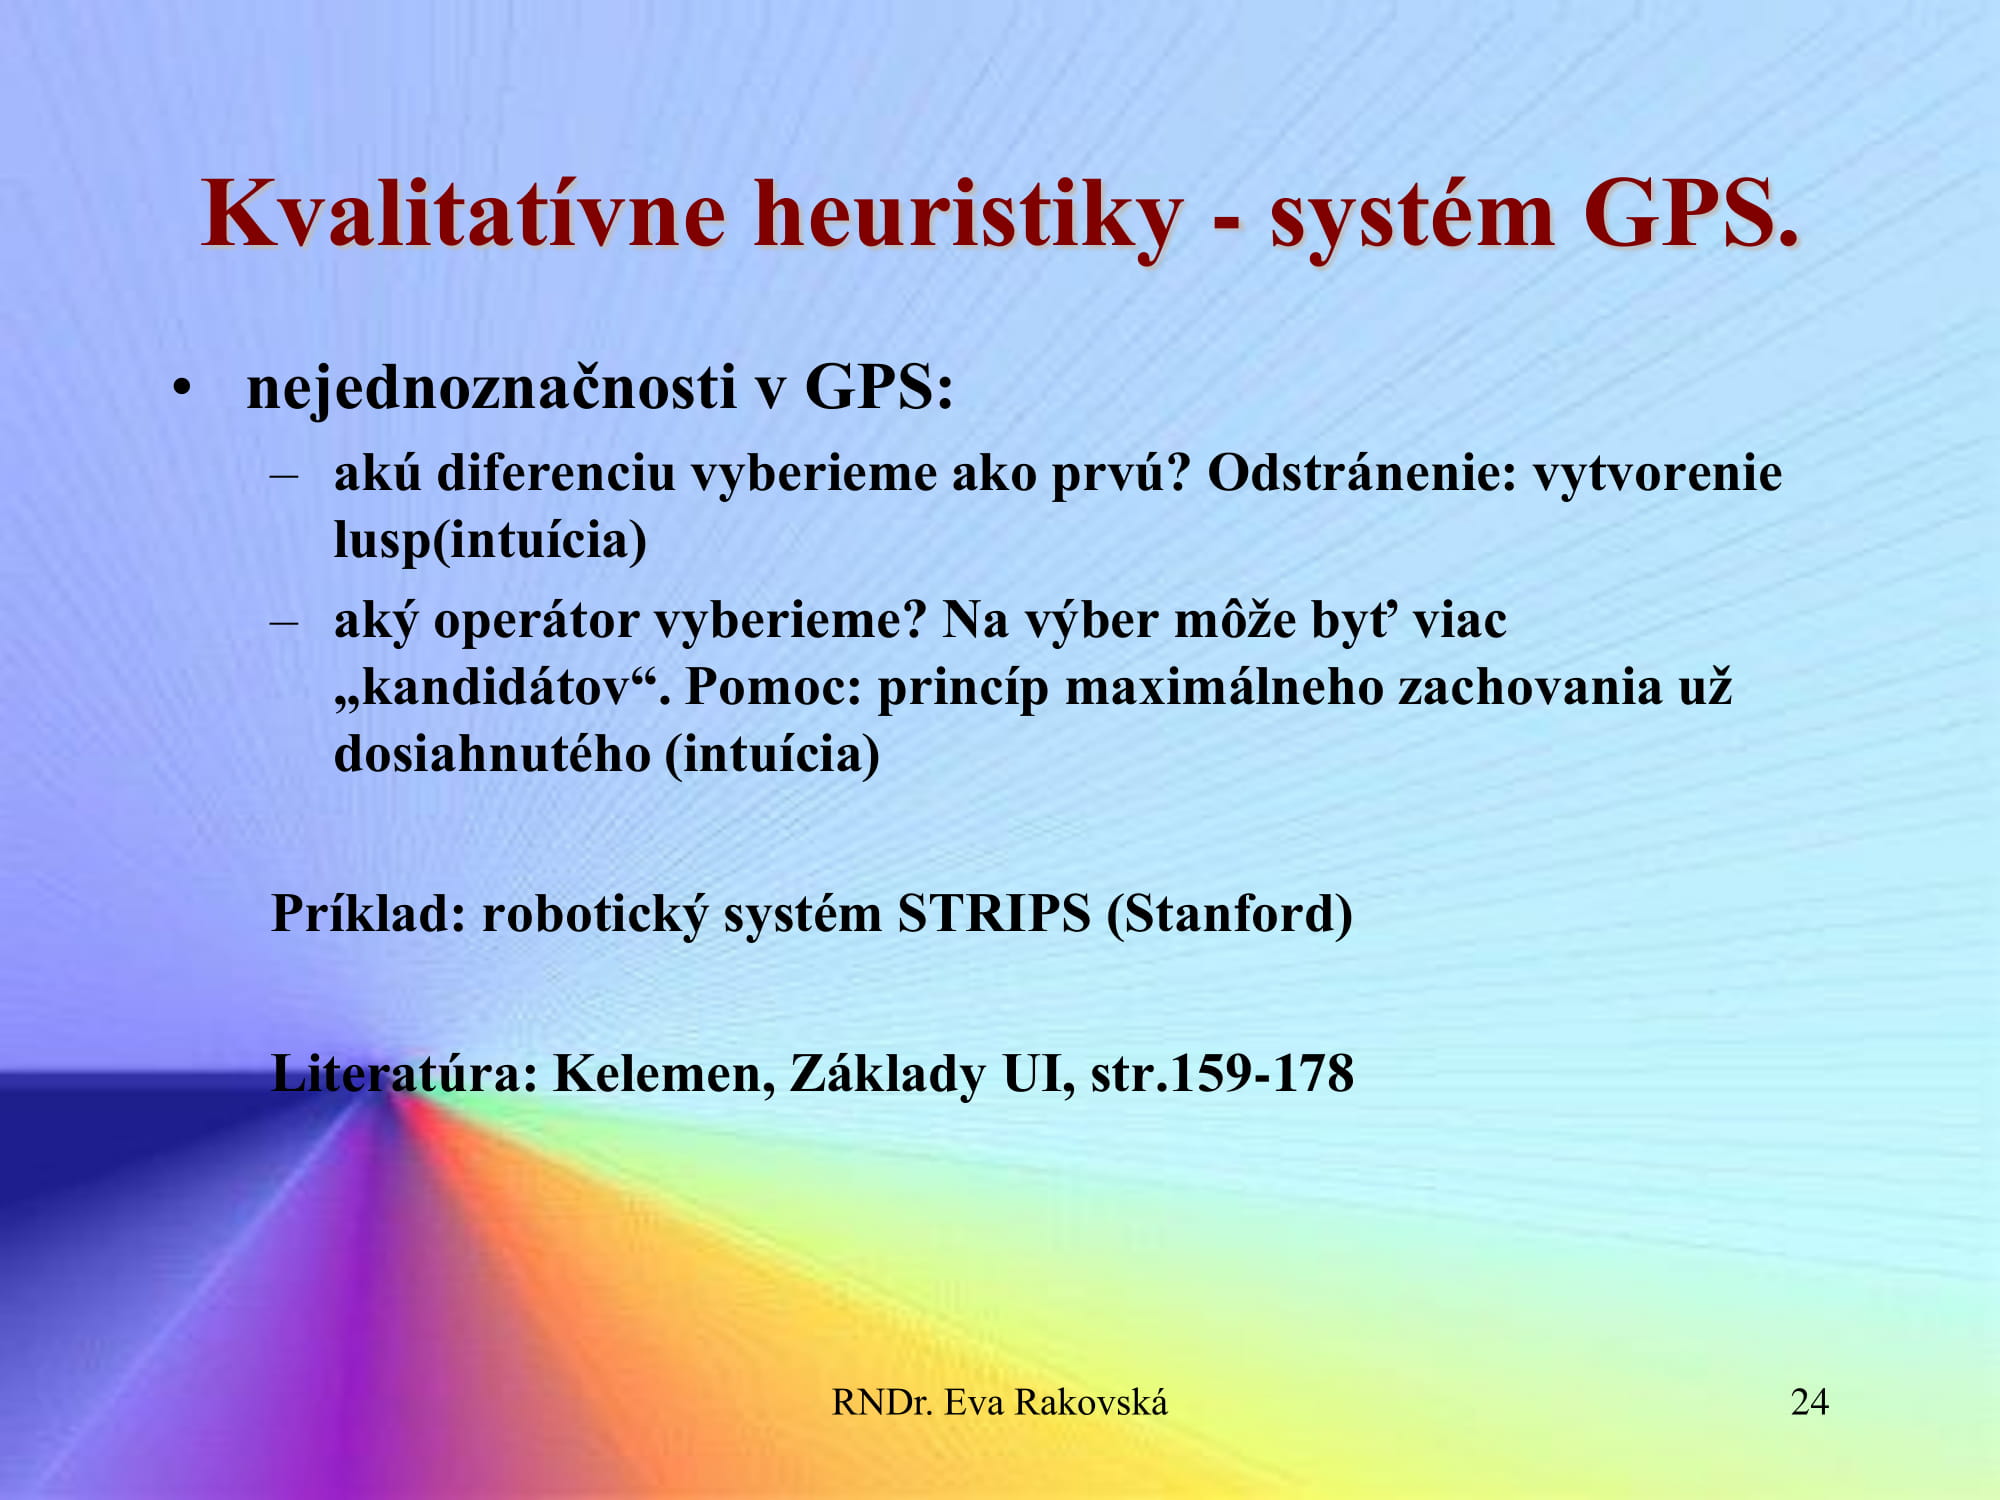 Kvalitatívne heuristiky - systém GPS.
• nejednoznačnosti v GPS:
– akú diferenciu vyberieme ako prvú? Odstránenie: vytvorenie
lusp(intuícia)
– aký operátor vyberieme? Na výber môže byť viac
„kandidátov“. Pomoc: princíp maximálneho zachovania už
dosiahnutého (intuícia)
Príklad: robotický systém STRIPS (Stanford)
Literatúra: Kelemen, Základy UI, str.159-178
RNDr. Eva Rakovská
24